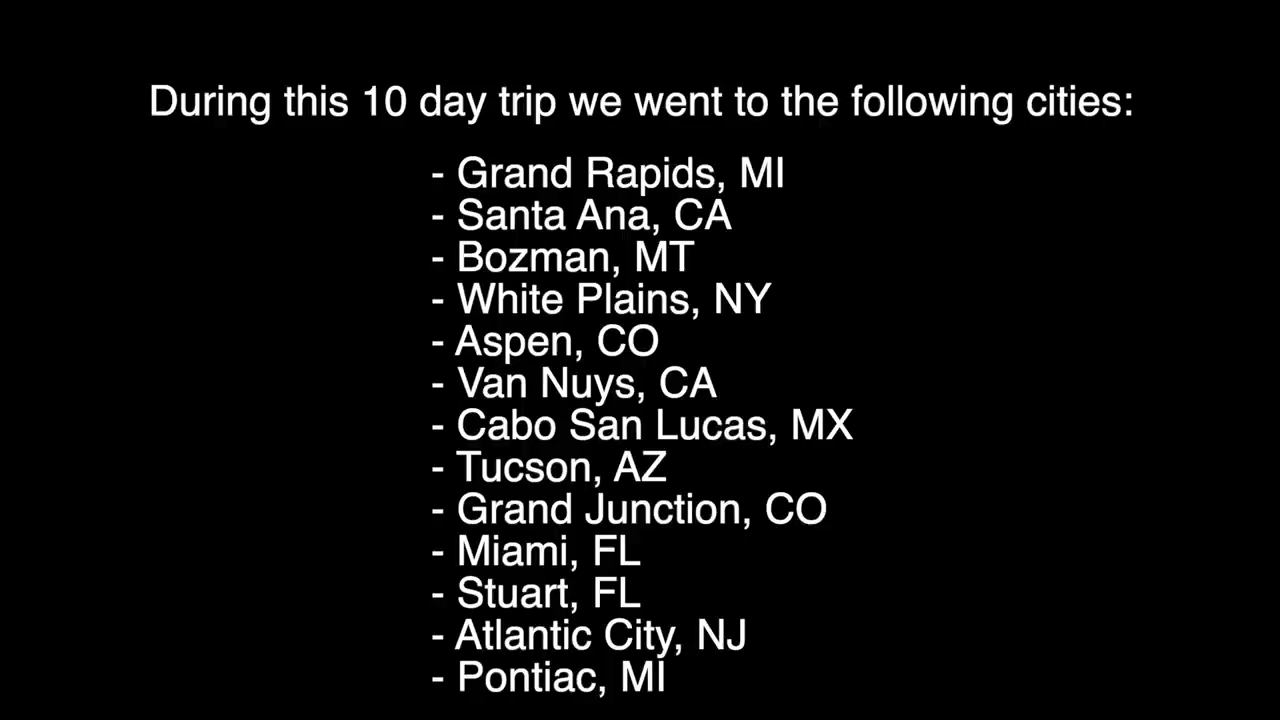 During this 10 day trip we went to the following cities:
- Grand Rapids, MI
- Santa Ana, CA
- Bozman, MT
- White Plains, NY
- Aspen, CO
- Van Nuys, CA
- Cabo San Lucas, MX
- Tucson, AZ
- Grand Junction, CO
- Miami, FL
- Stuart, FL
- Atlantic City, NJ
- Pontiac, MI